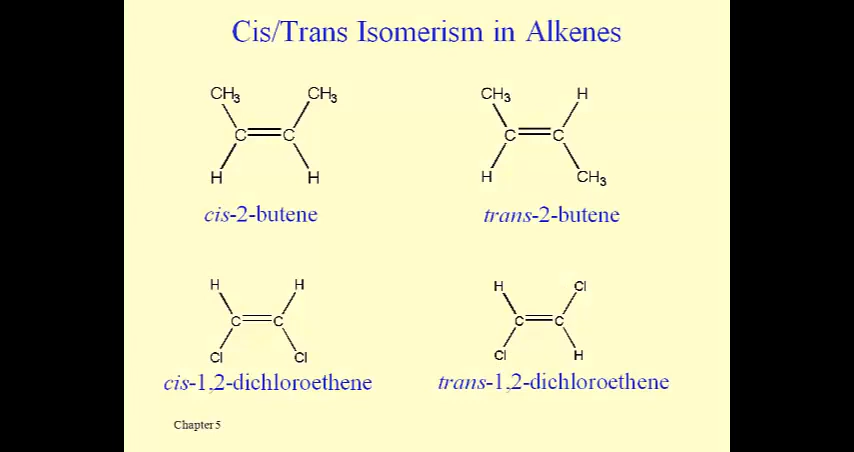 Cis/Trans Isomerism in Alkenes
CH3 CH3 CH3 H
C C C C
H H H CH3
cis-2-butene trans-2-butene
H H H Cl
C C C C
Cl Cl Cl H
cis-1,2-dichloroethene trans-1,2-dichloroethene
Chapter 5